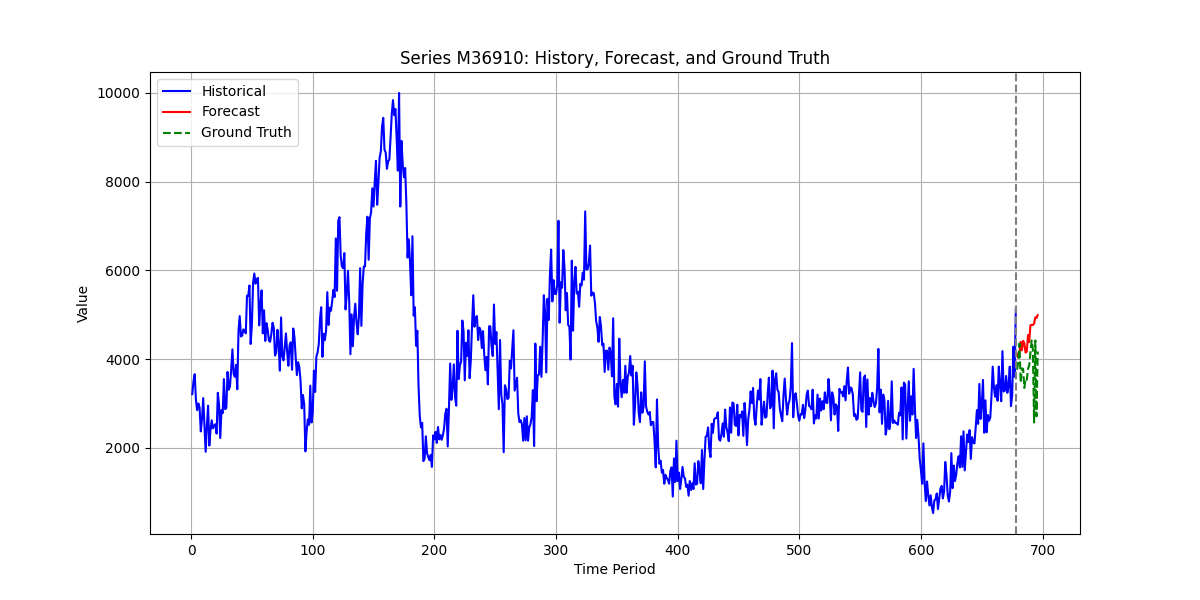 Series M36910: History, Forecast, and Ground Truth
Historical
Forecast
Ground Truth
Value
10000
8000
6000
4000
2000
0 100 200 300 400 500 600 700
Time Period